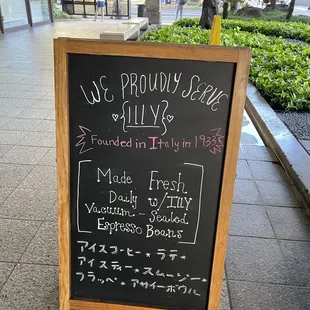 WE PROUDLY SERVE
{ILLY}
Founded in Italy in 1933
Made Fresh
Daily w/ILLY
Vacuum - Sealed
Espresso Beans
アイスコーヒー * ラテ *
アイスティー * スムージー *
フラッペ * アサイーボウル